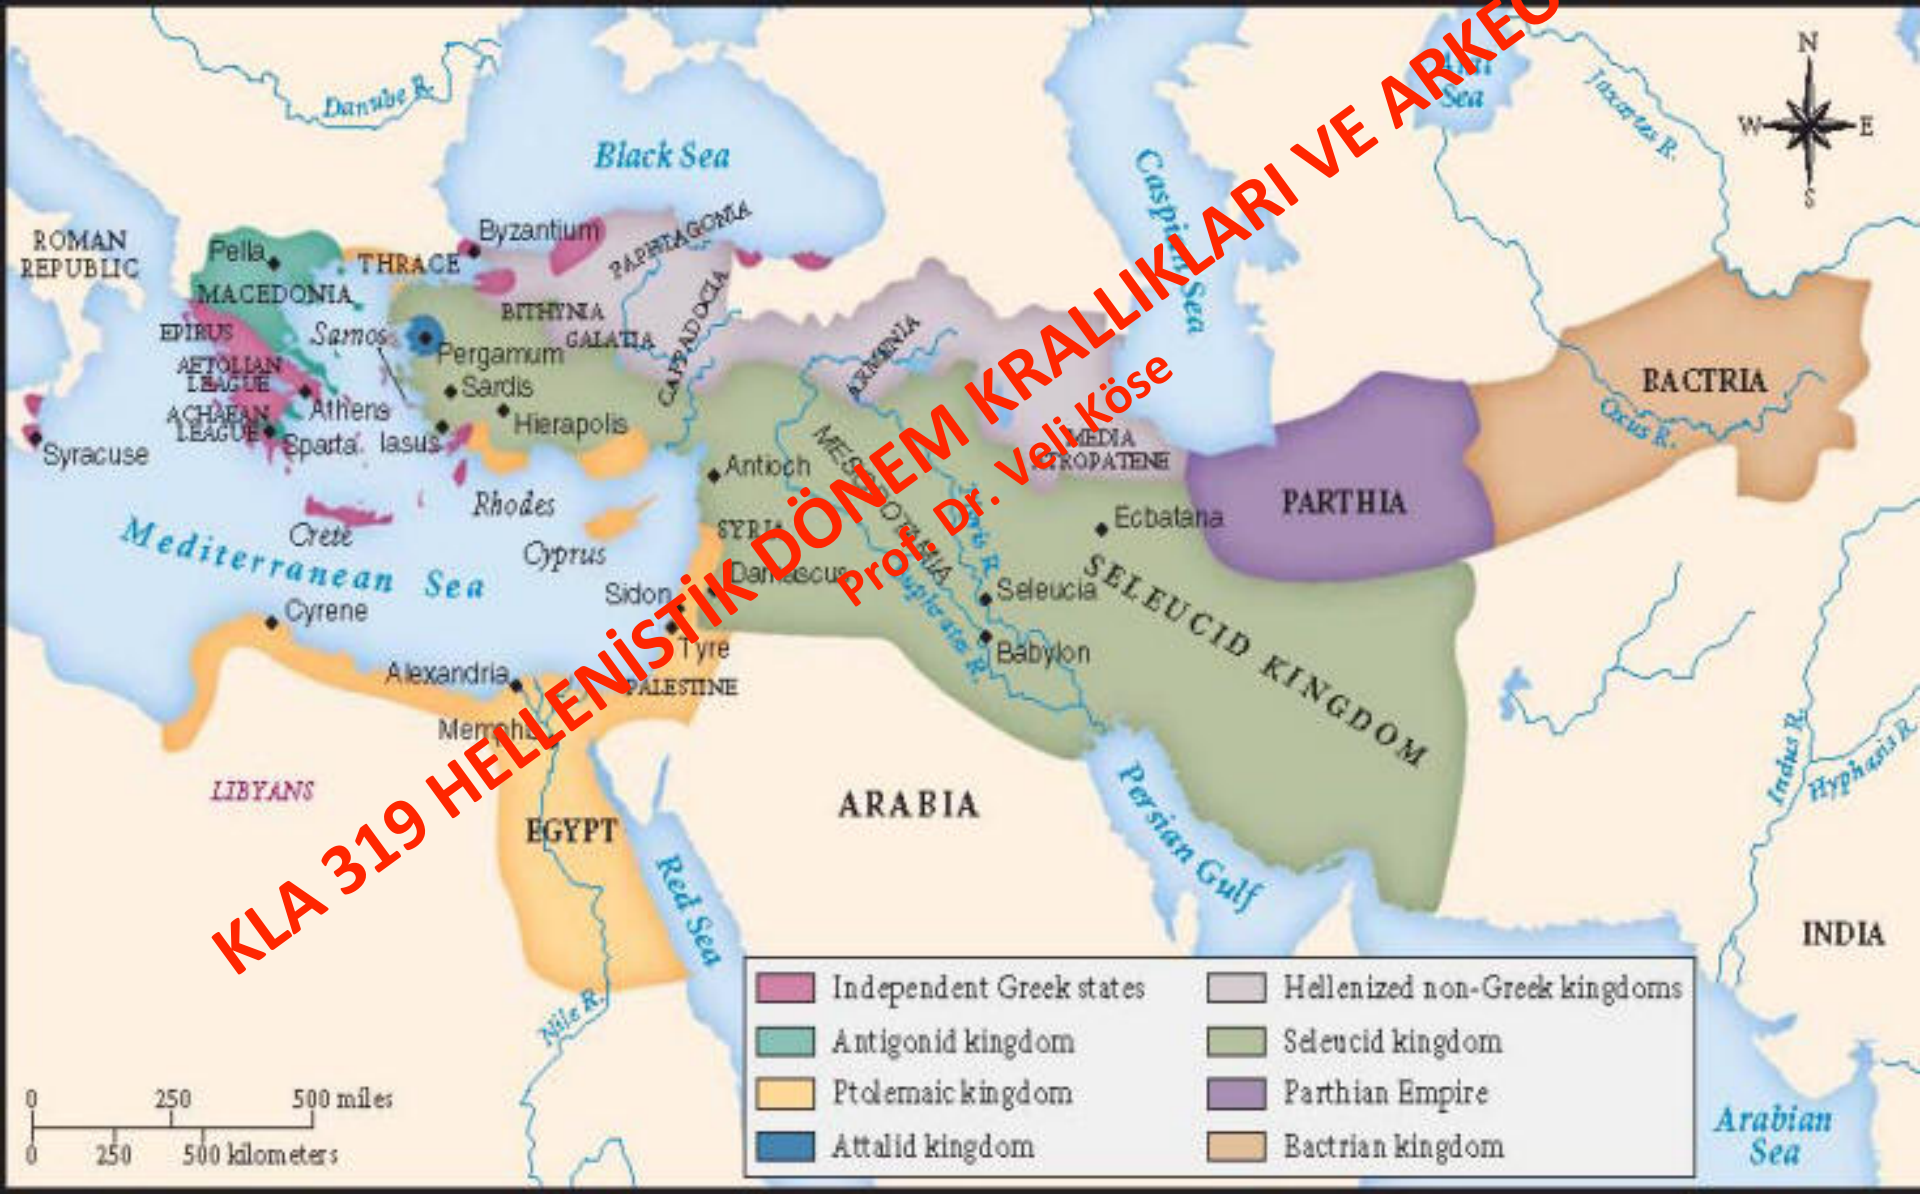 Danube R.
Black Sea
Caspian Sea
Sea
Jaxartes R.
N
W
E
S
ROMAN
REPUBLIC
Pella
Byzantium
THRACE
PAPHLAGONIA
MACEDONIA
BITHYNIA
EPIRUS
Samos
GALATIA
CAPPADOCIA
ARMENIA
Pergamum
AETOLIAN
LEAGUE
Sardis
Athens
ACHAEAN
LEAGUE
Hierapolis
Sparta
Iasus
Syracuse
BACTRIA
Oxus R.
MEDIA
Antioch
MESOPOTAMIA
PARTHIA
Rhodes
Crete
Cyprus
SYRIA
Ecbatana
Mediterranean Sea
Damascus
Sidon
Seleucia
SELEUCID KINGDOM
Cyrene
Tyre
Babylon
Alexandria
PALESTINE
LIBYANS
EGYPT
ARABIA
Persian Gulf
Red Sea
Indus R.
Hyphasis R.
INDIA
Nile R.
KLA 319 HELLENİSTİK DÖNEM KRALLIKLARI VE ARKEO
Prof. Dr. Veli Köse
0 250 500 miles
0 250 500 kilometers
Independent Greek states
Antigonid kingdom
Ptolemaic kingdom
Attalid kingdom
Hellenized non-Greek kingdoms
Seleucid kingdom
Parthian Empire
Bactrian kingdom
Arabian
Sea